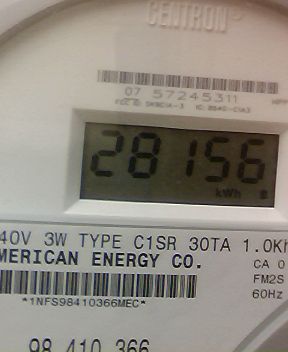 CENTRON®
07 57245311
28156
kWh
40V 3W TYPE C1SR 30TA 1.0Kh
MERICAN ENERGY CO.
CA 0
FM2S
60Hz
*1NFS98410366MEC*
98 410 366